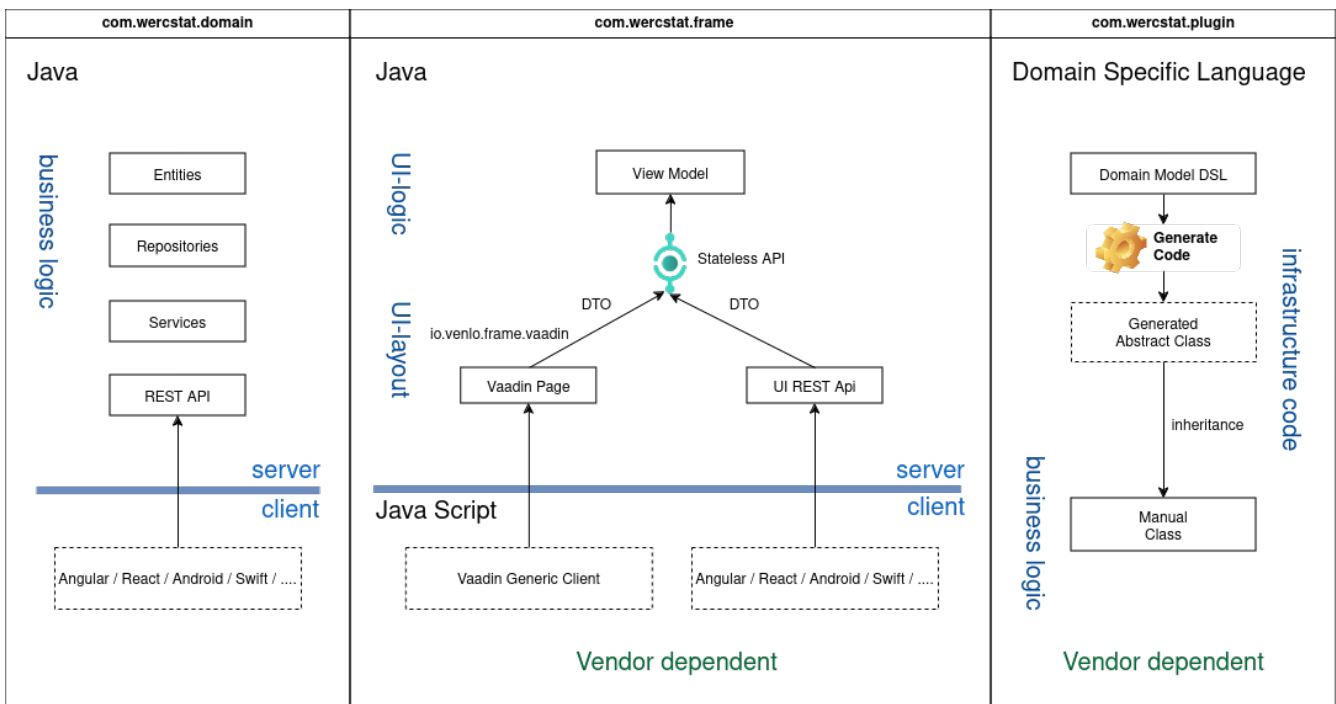 com.wercstat.domain
com.wercstat.frame
com.wercstat.plugin
Java
business logic
Entities
Repositories
Services
REST API
server
client
Angular / React / Android / Swift / ....
Java
UI-logic
UI-layout
View Model
Stateless API
DTO
DTO
io.venlo.frame.vaadin
Vaadin Page
UI REST Api
server
client
Java Script
Vaadin Generic Client
Angular / React / Android / Swift / ....
Vendor dependent
Domain Specific Language
Domain Model DSL
Generate
Code
Generated
Abstract Class
infrastructure code
inheritance
business logic
Manual
Class
Vendor dependent